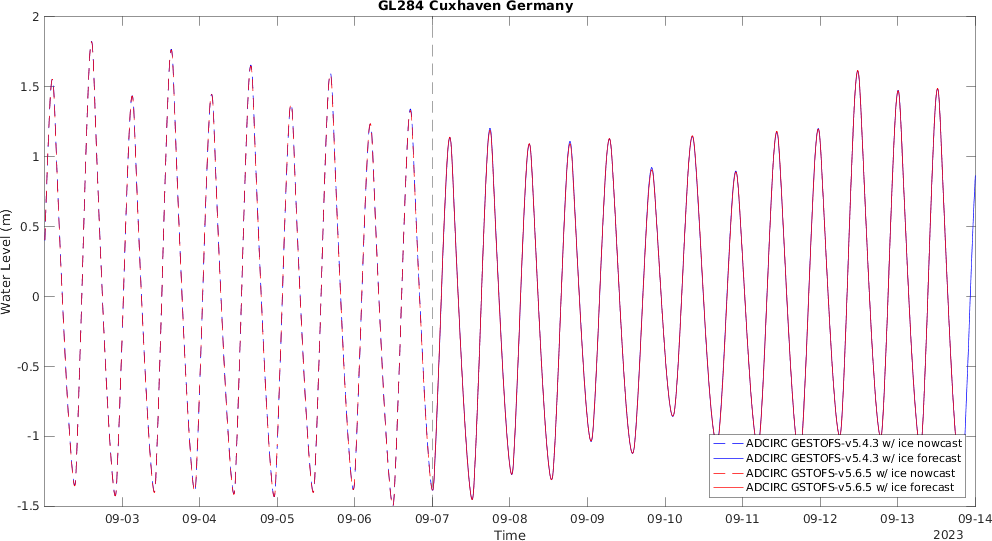 GL284 Cuxhaven Germany
2
1.5
1
0.5
0
-0.5
-1
-1.5
Water Level (m)
09-03 09-04 09-05 09-06 09-07 09-08 09-09 09-10 09-11 09-12 09-13 09-14
Time
2023
ADCIRC GESTOFS-v5.4.3 w/ ice nowcast
ADCIRC GESTOFS-v5.4.3 w/ ice forecast
ADCIRC GSTOFS-v5.6.5 w/ ice nowcast
ADCIRC GSTOFS-v5.6.5 w/ ice forecast